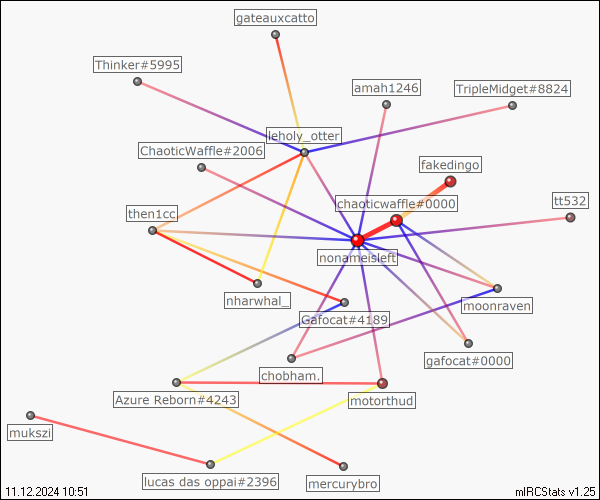 gateauxcatto
Thinker#5995
amah1246
TripleMidget#8824
leholy_otter
ChaoticWaffle#2006
fakedingo
chaoticwaffle#0000
tt532
then1cc
nonameisleft
nharwhal_
moonraven
Gafocat#4189
gafocat#0000
chobham.
Azure Reborn#4243
motorthud
mukszi
lucas das oppai#2396
mercurybro
11.12.2024 10:51
mIRCStats v1.25